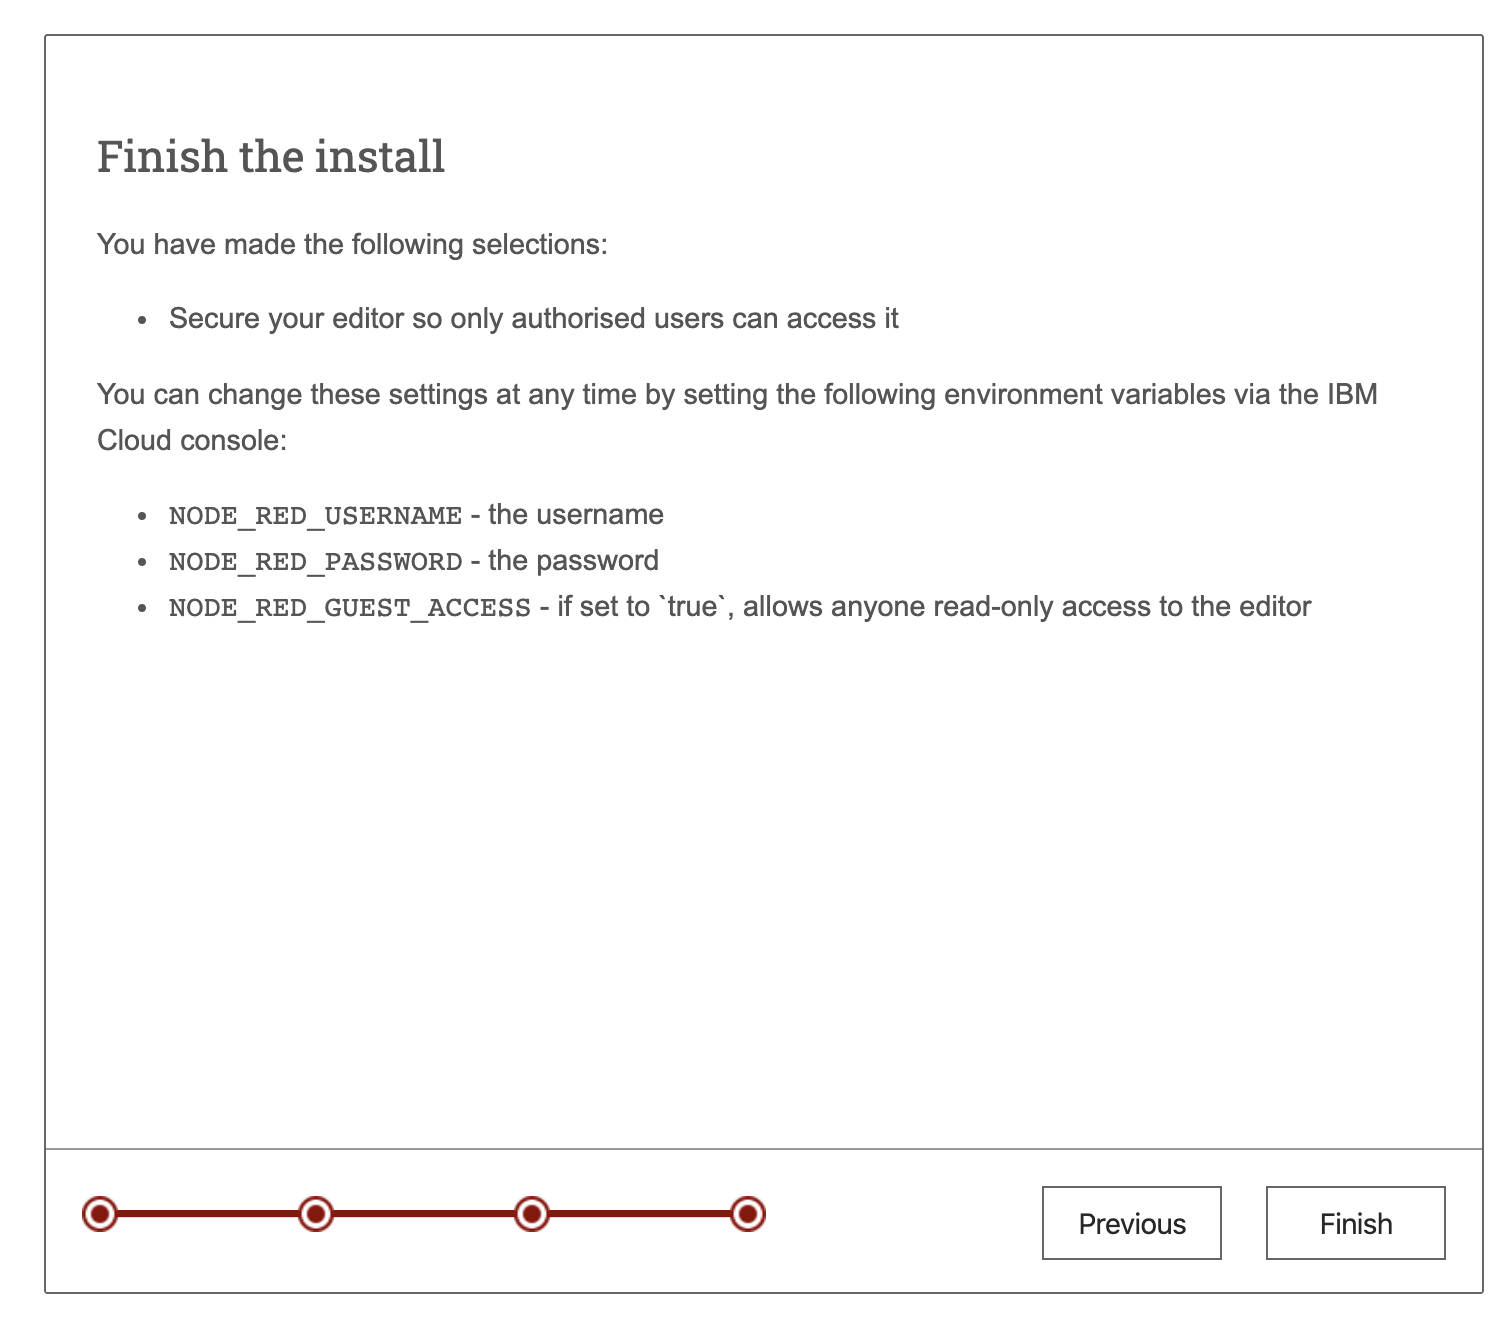 Finish the install
You have made the following selections:
Secure your editor so only authorised users can access it
You can change these settings at any time by setting the following environment variables via the IBM
Cloud console:
NODE_RED_USERNAME - the username
NODE_RED_PASSWORD - the password
NODE_RED_GUEST_ACCESS - if set to `true`, allows anyone read-only access to the editor
Previous
Finish